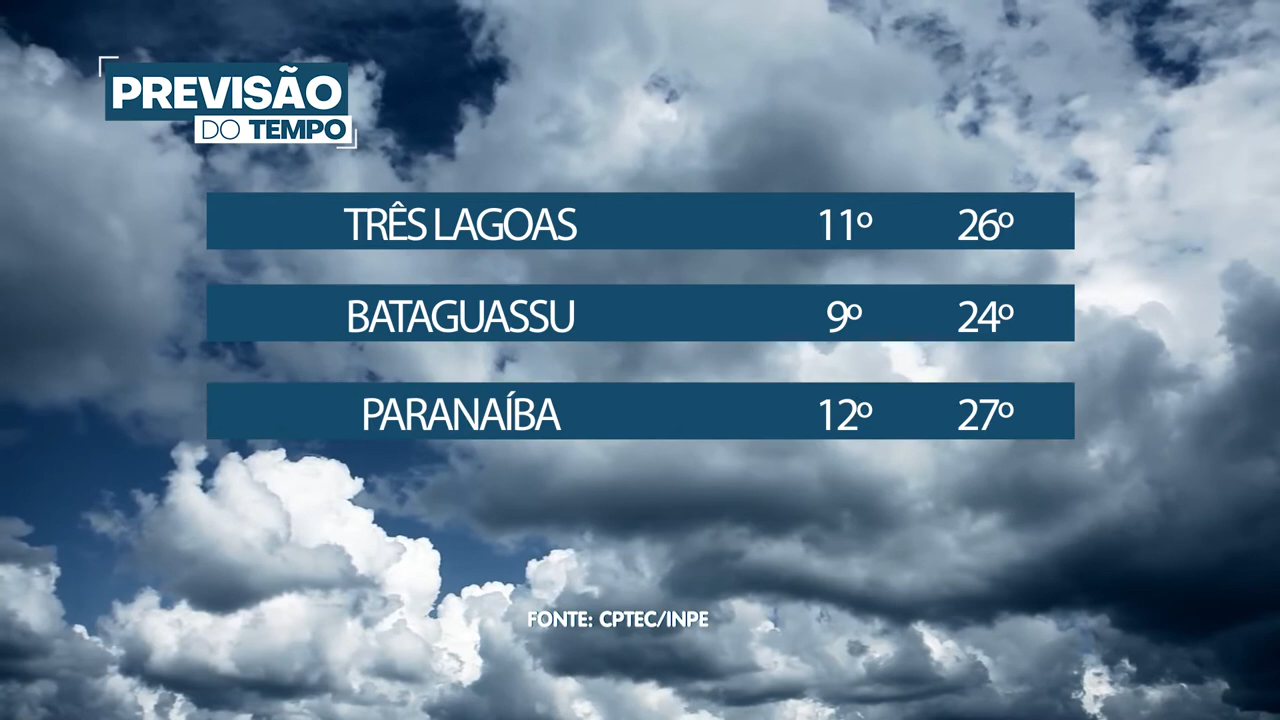 PREVISÃO
DO TEMPO
TRÊS LAGOAS 11º 26º
BATAGUASSU 9º 24º
PARANAÍBA 12º 27º
FONTE: CPTEC/INPE